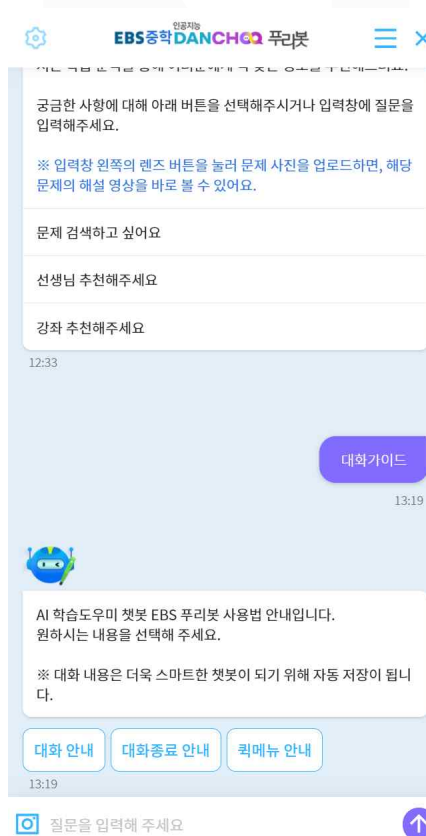 인공지능
EBS중학 DANCHOO 푸리봇
궁금한 사항에 대해 아래 버튼을 선택해주시거나 입력창에 질문을
입력해주세요.
※ 입력창 왼쪽의 렌즈 버튼을 눌러 문제 사진을 업로드하면, 해당
문제의 해설 영상을 바로 볼 수 있어요.
문제 검색하고 싶어요
선생님 추천해주세요
강좌 추천해주세요
12:33
대화가이드
13:19
AI 학습도우미 챗봇 EBS 푸리봇 사용법 안내입니다.
원하시는 내용을 선택해 주세요.
※ 대화 내용은 더욱 스마트한 챗봇이 되기 위해 자동 저장이 됩니
다.
대화 안내
대화종료 안내
퀵메뉴 안내
13:19
질문을 입력해 주세요